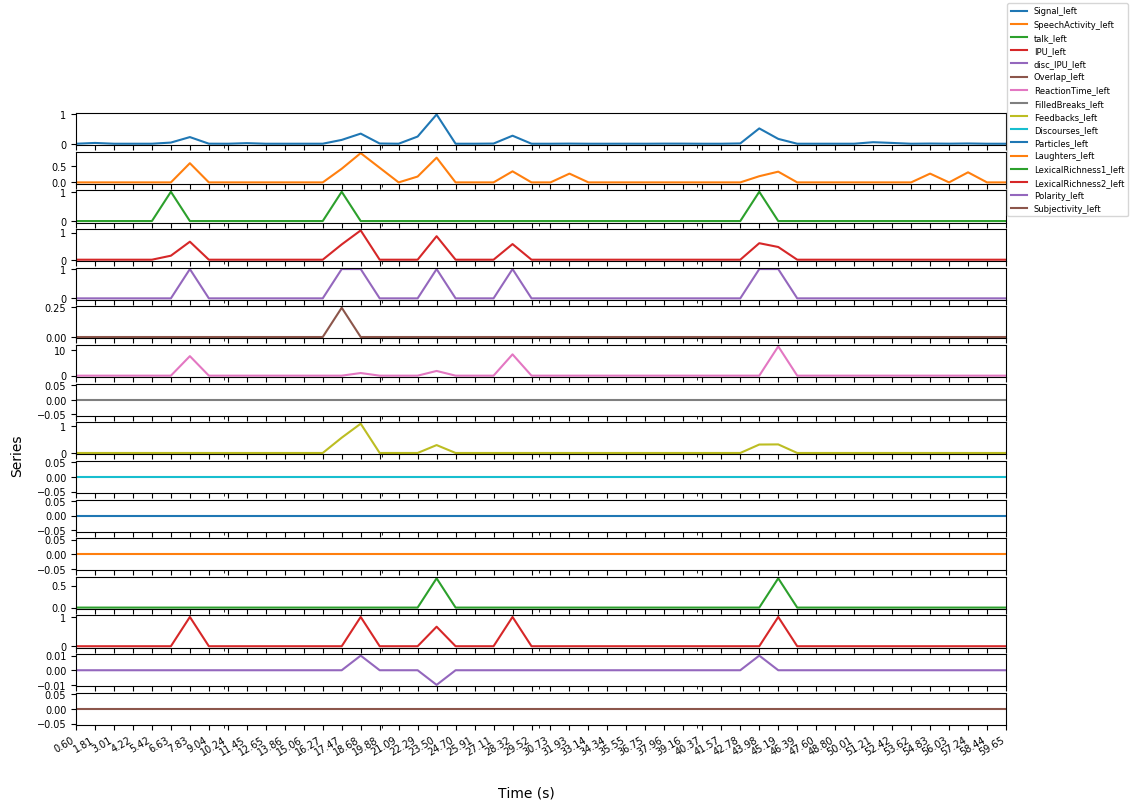 Signal_left
SpeechActivity_left
talk_left
IPU_left
disc_IPU_left
Overlap_left
ReactionTime_left
FilledBreaks_left
Feedbacks_left
Discourses_left
Particles_left
Laughters_left
LexicalRichness1_left
LexicalRichness2_left
Polarity_left
Subjectivity_left
1
0
0.5
0.0
1
0
1
0
1
0
0.25
0.00
10
0
0.05
0.00
−0.05
1
0
0.05
0.00
−0.05
0.05
0.00
−0.05
0.05
0.00
−0.05
0.5
0.0
1
0
0.01
0.00
−0.01
0.05
0.00
−0.05
Series
0.60 1.81 3.01 4.22 5.42 6.63 7.83 9.04 10.24 11.45 12.65 13.86 15.06 16.27 17.47 18.68 19.88 21.09 22.29 23.50 24.70 25.91 27.11 28.32 29.52 30.73 31.93 33.14 34.34 35.55 36.75 37.96 39.16 40.37 41.57 42.78 43.98 45.19 46.39 47.60 48.80 50.01 51.21 52.42 53.62 54.83 56.03 57.24 58.44 59.65
Time (s)